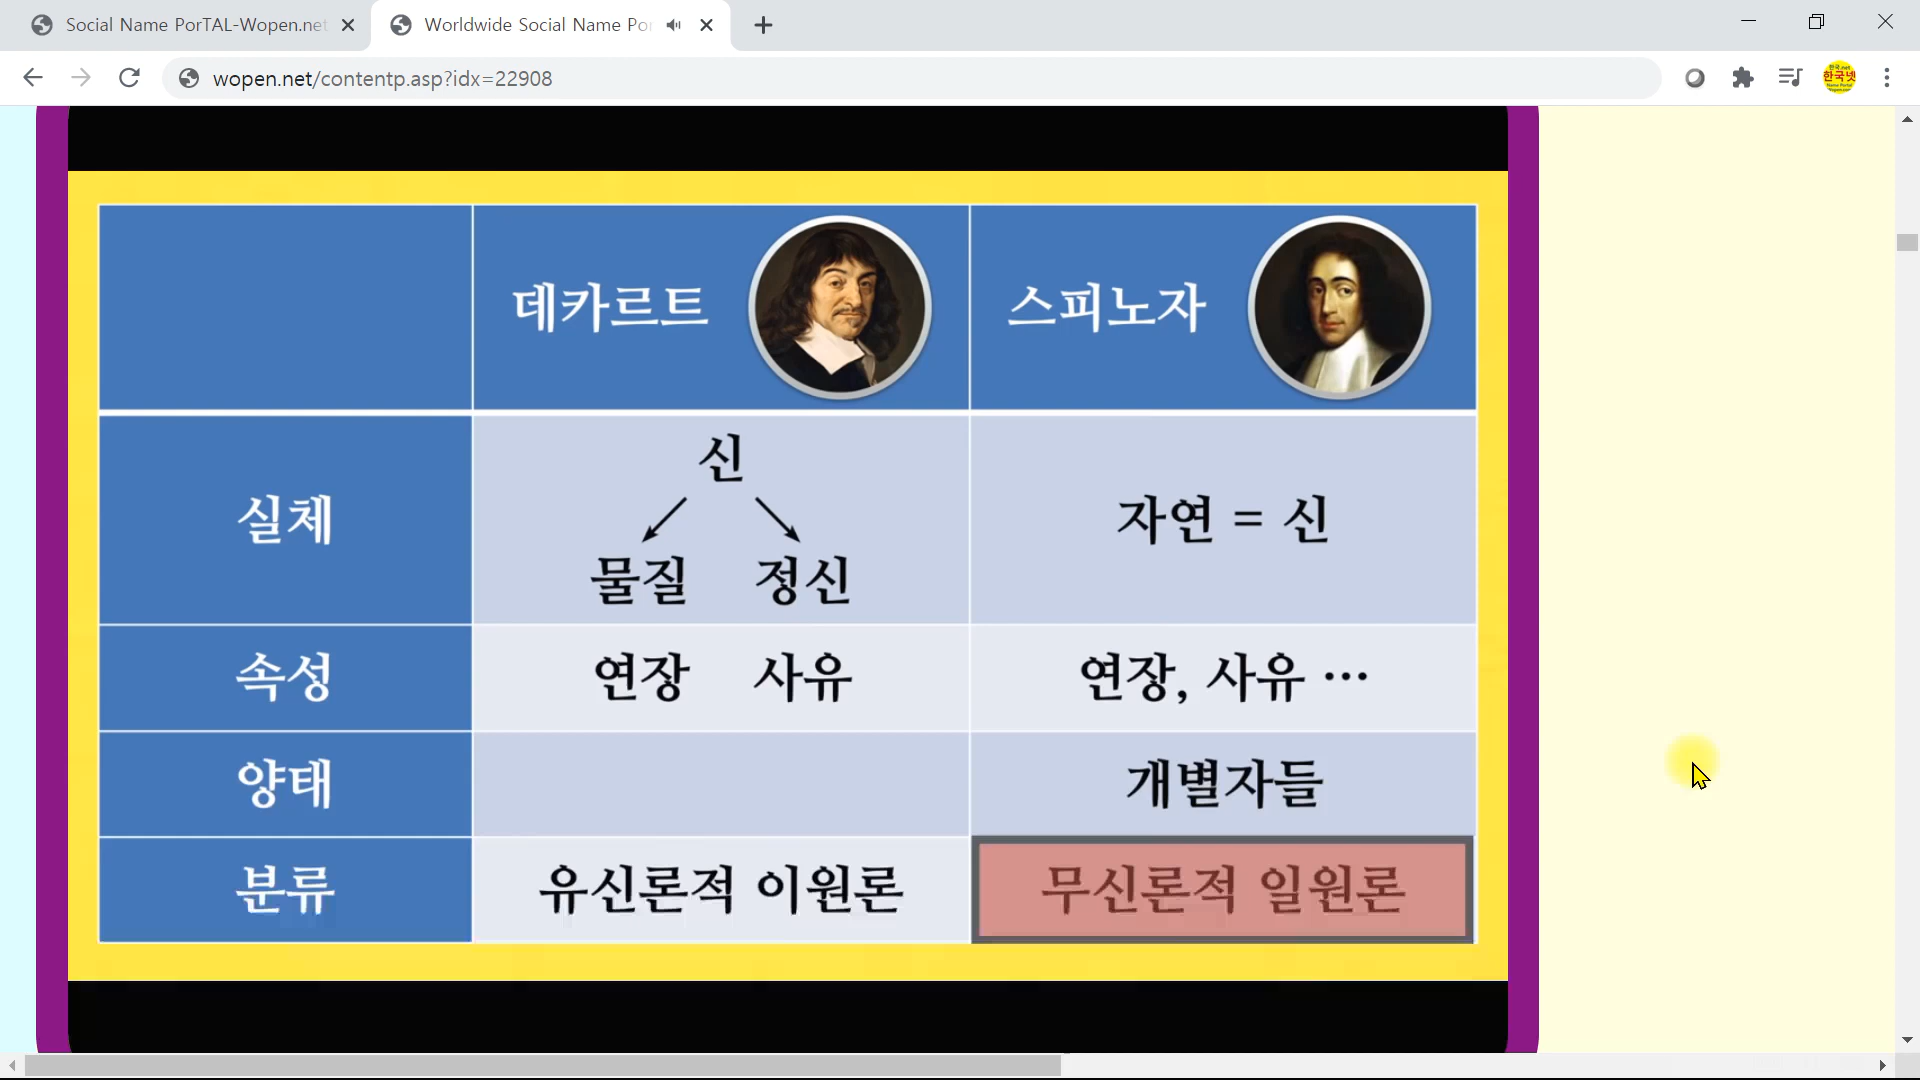 Social Name PorTAL-Wopen.net
Worldwide Social Name Po
wopen.net/contentp.asp?idx=22908
한국넷
데카르트
스피노자
실체
신
물질 정신
자연 = 신
속성
연장 사유
연장, 사유 ···
양태
개별자들
분류
유신론적 이원론
무신론적 일원론